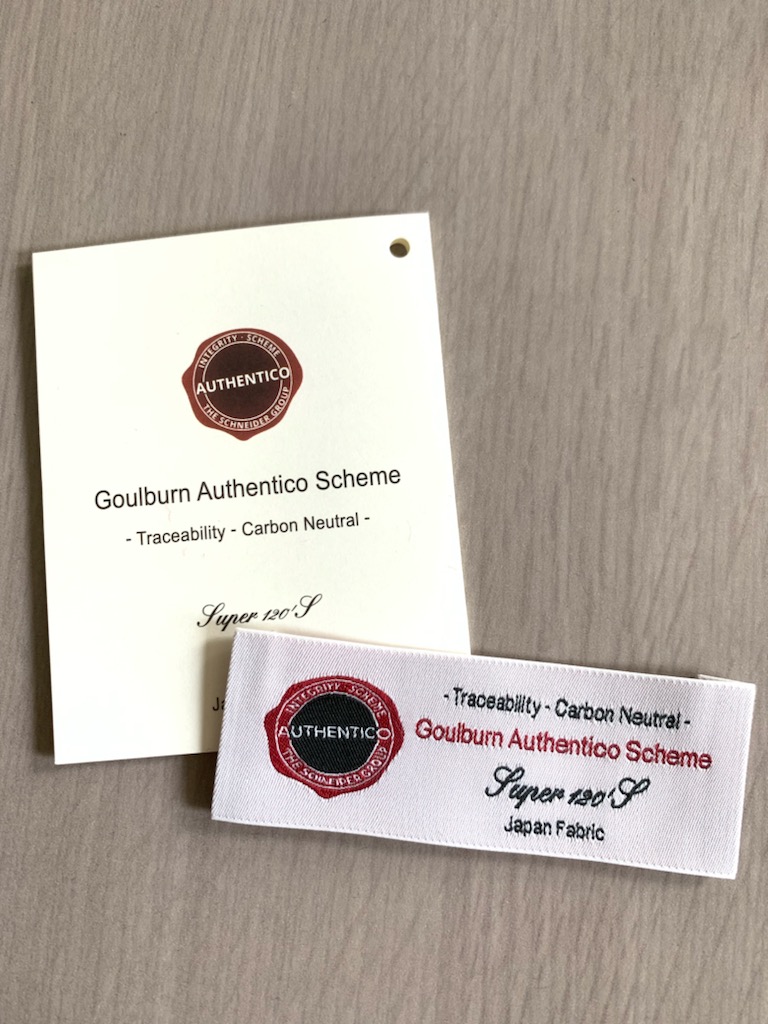 INTEGRITY · SCHEME
AUTHENTICO
THE SCHNEIDER GROUP
Goulburn Authentico Scheme
- Traceability - Carbon Neutral -
Super 120'S
INTEGRITY · SCHEME
AUTHENTICO
THE SCHNEIDER GROUP
- Traceability - Carbon Neutral -
Goulburn Authentico Scheme
Super 120'S
Japan Fabric